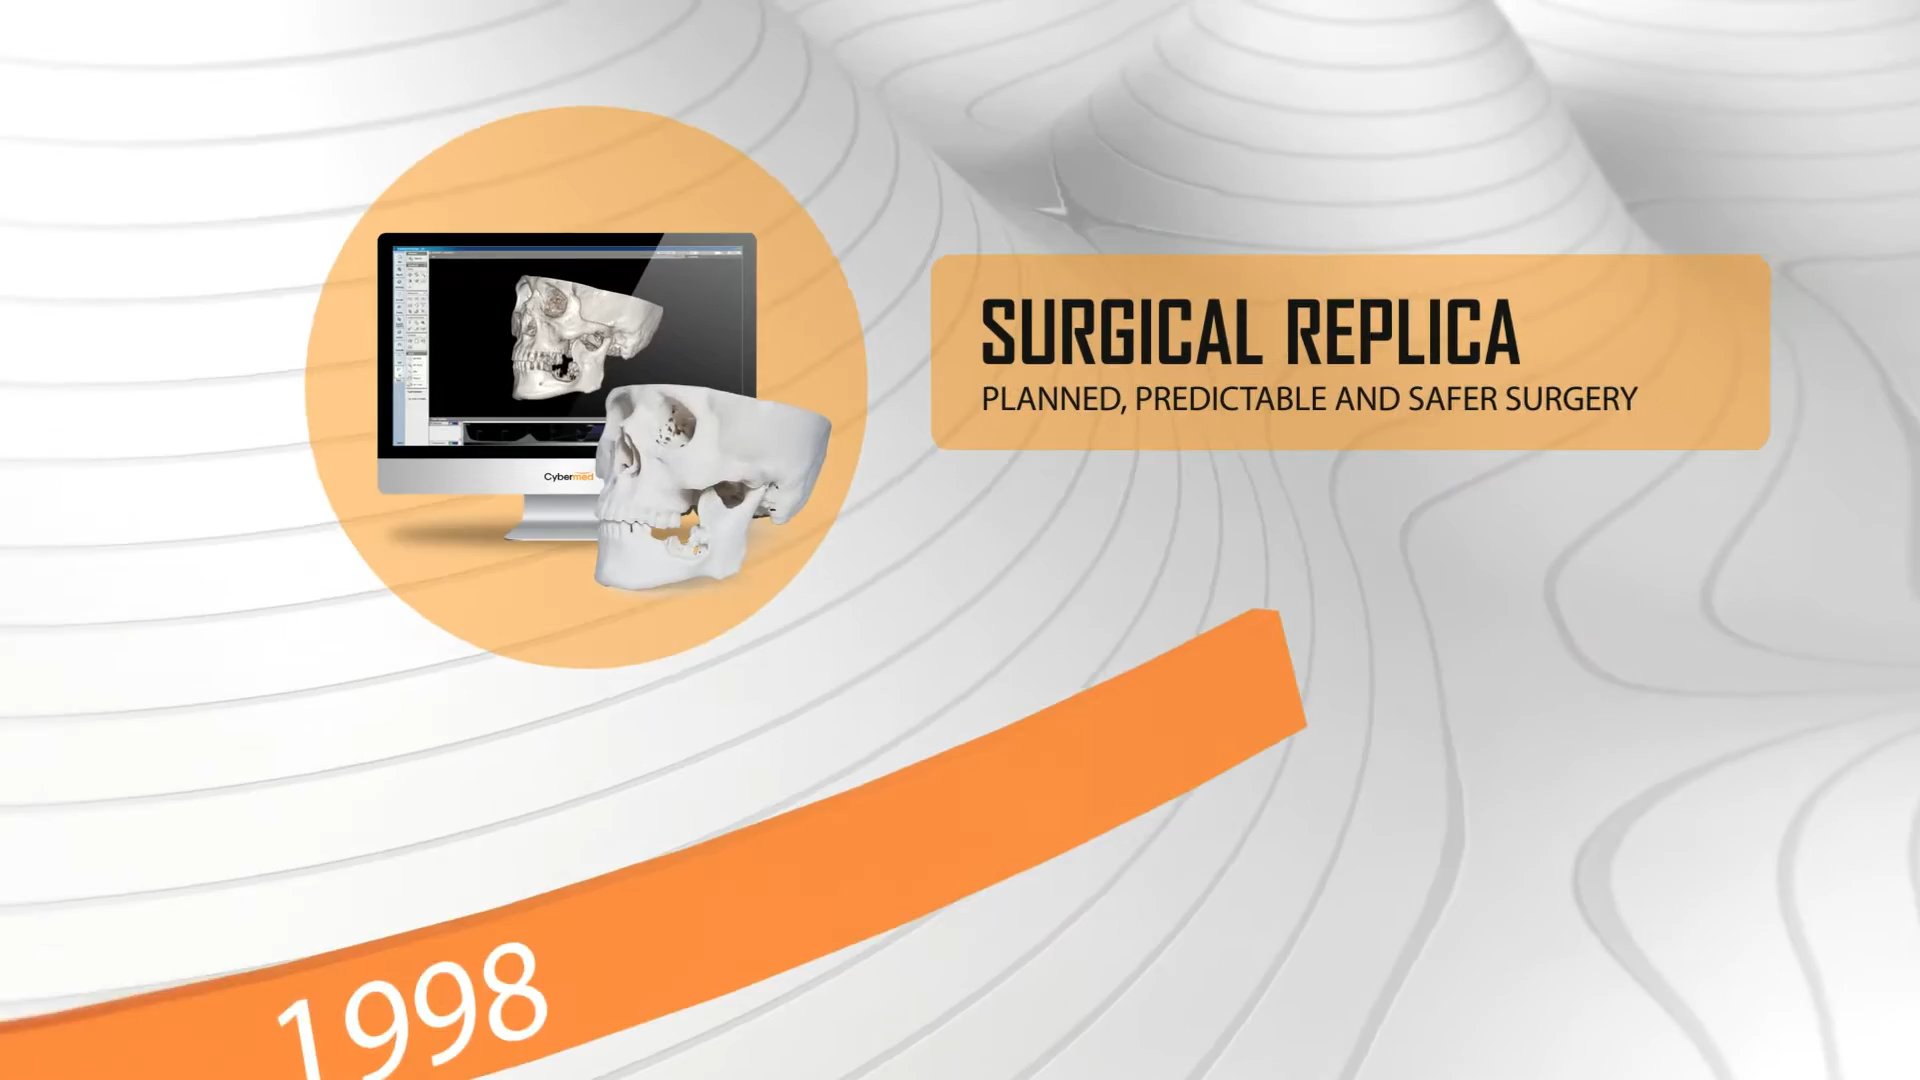 SURGICAL REPLICA
PLANNED, PREDICTABLE AND SAFER SURGERY
Cybermed
1998